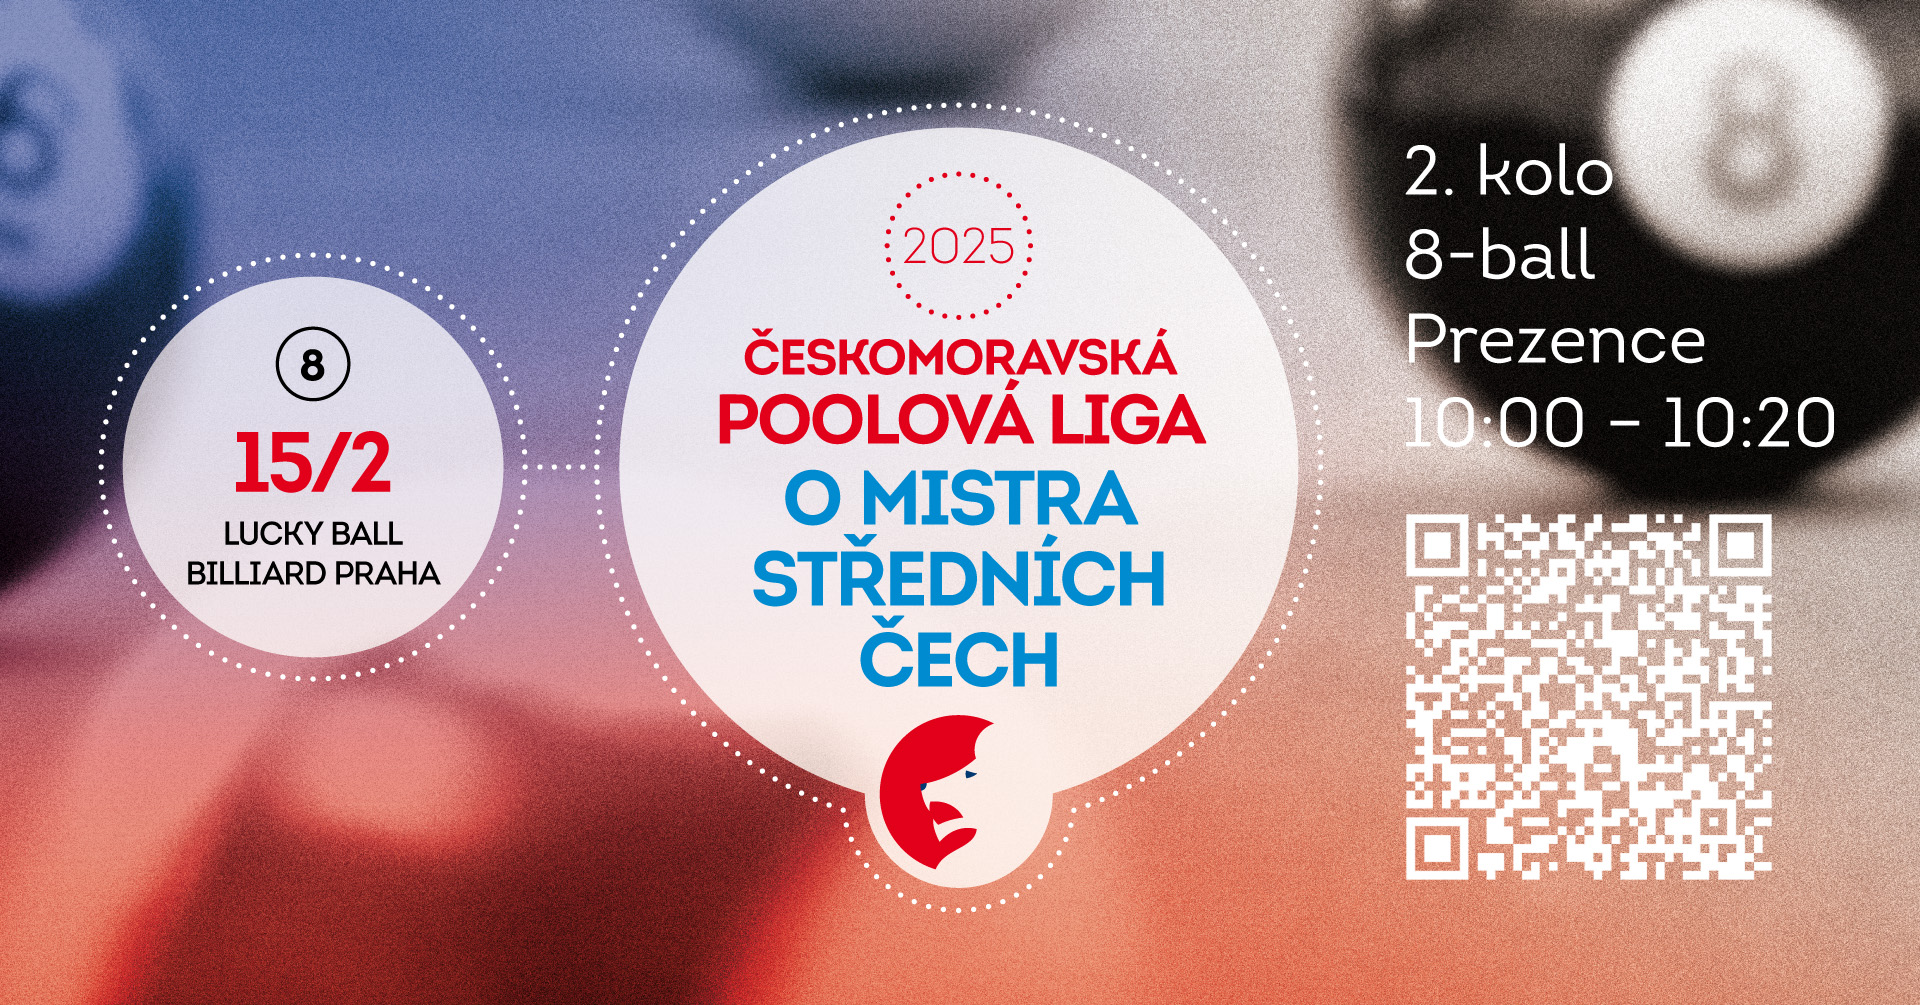 8
15/2
LUCKY BALL
BILLIARD PRAHA
2025
ČESKOMORAVSKÁ
POOLOVÁ LIGA
O MISTRA
STŘEDNÍCH
ČECH
8
2. kolo
8-ball
Prezence
10:00 – 10:20